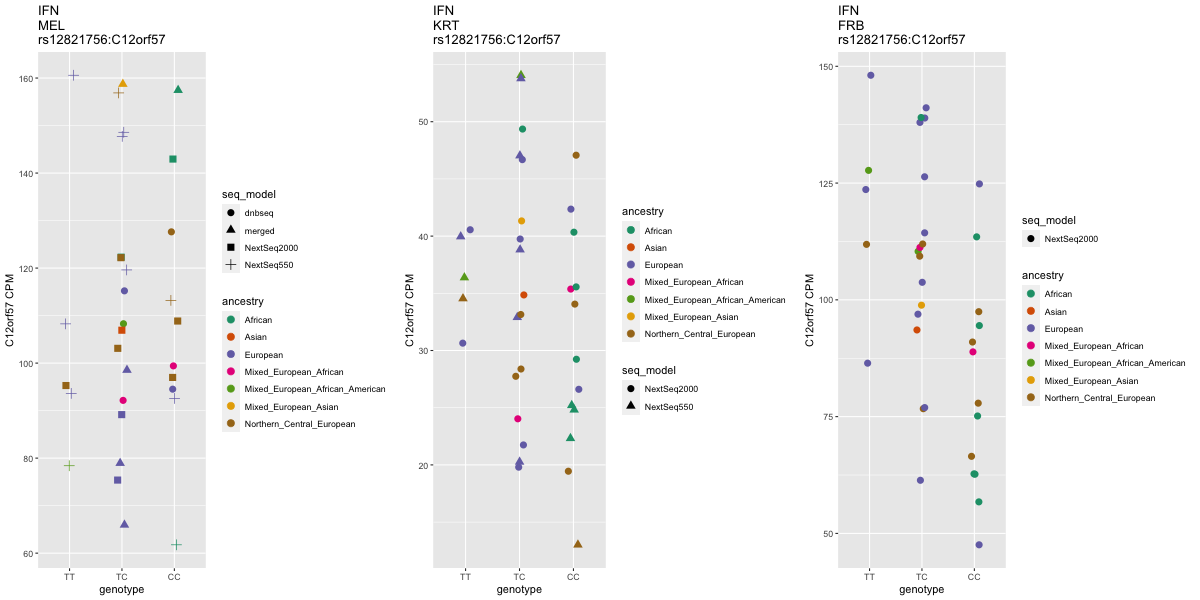 IFN
MEL
rs12821756:C12orf57
C12orf57 CPM
160
140
120
100
80
60
TT
TC
CC
genotype
seq_model
dnbseq
merged
NextSeq2000
NextSeq550
ancestry
African
Asian
European
Mixed_European_African
Mixed_European_African_American
Mixed_European_Asian
Northern_Central_European
IFN
KRT
rs12821756:C12orf57
C12orf57 CPM
50
40
30
20
TT
TC
CC
genotype
ancestry
African
Asian
European
Mixed_European_African
Mixed_European_African_American
Mixed_European_Asian
Northern_Central_European
seq_model
NextSeq2000
NextSeq550
IFN
FRB
rs12821756:C12orf57
C12orf57 CPM
150
125
100
75
50
TT
TC
CC
genotype
seq_model
NextSeq2000
ancestry
African
Asian
European
Mixed_European_African
Mixed_European_African_American
Mixed_European_Asian
Northern_Central_European